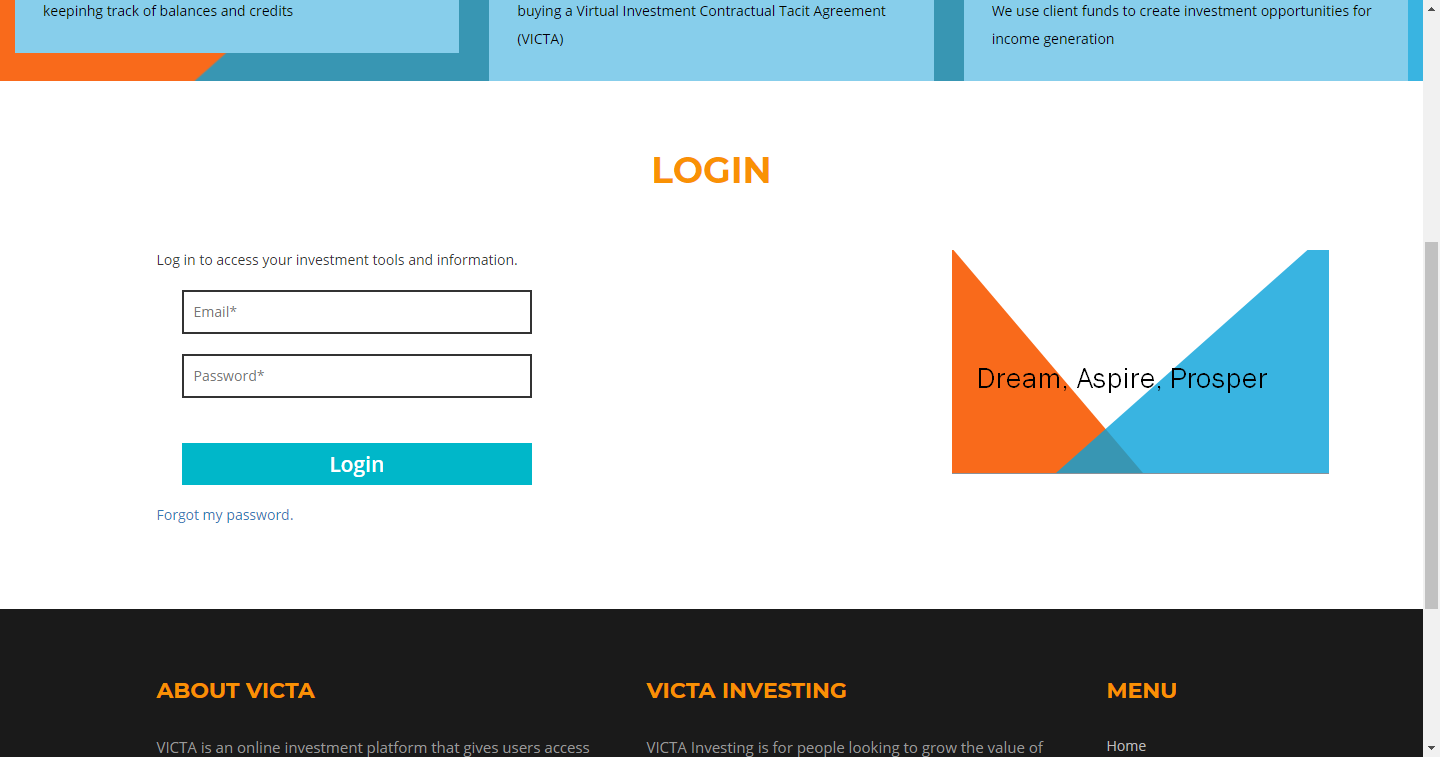 keepinhg track of balances and credits
buying a Virtual Investment Contractual Tacit Agreement
(VICTA)
We use client funds to create investment opportunities for
income generation
LOGIN
Log in to access your investment tools and information.
Email*
Password*
Login
Forgot my password.
Dream, Aspire, Prosper
ABOUT VICTA
VICTA is an online investment platform that gives users access
VICTA INVESTING
VICTA Investing is for people looking to grow the value of
MENU
Home